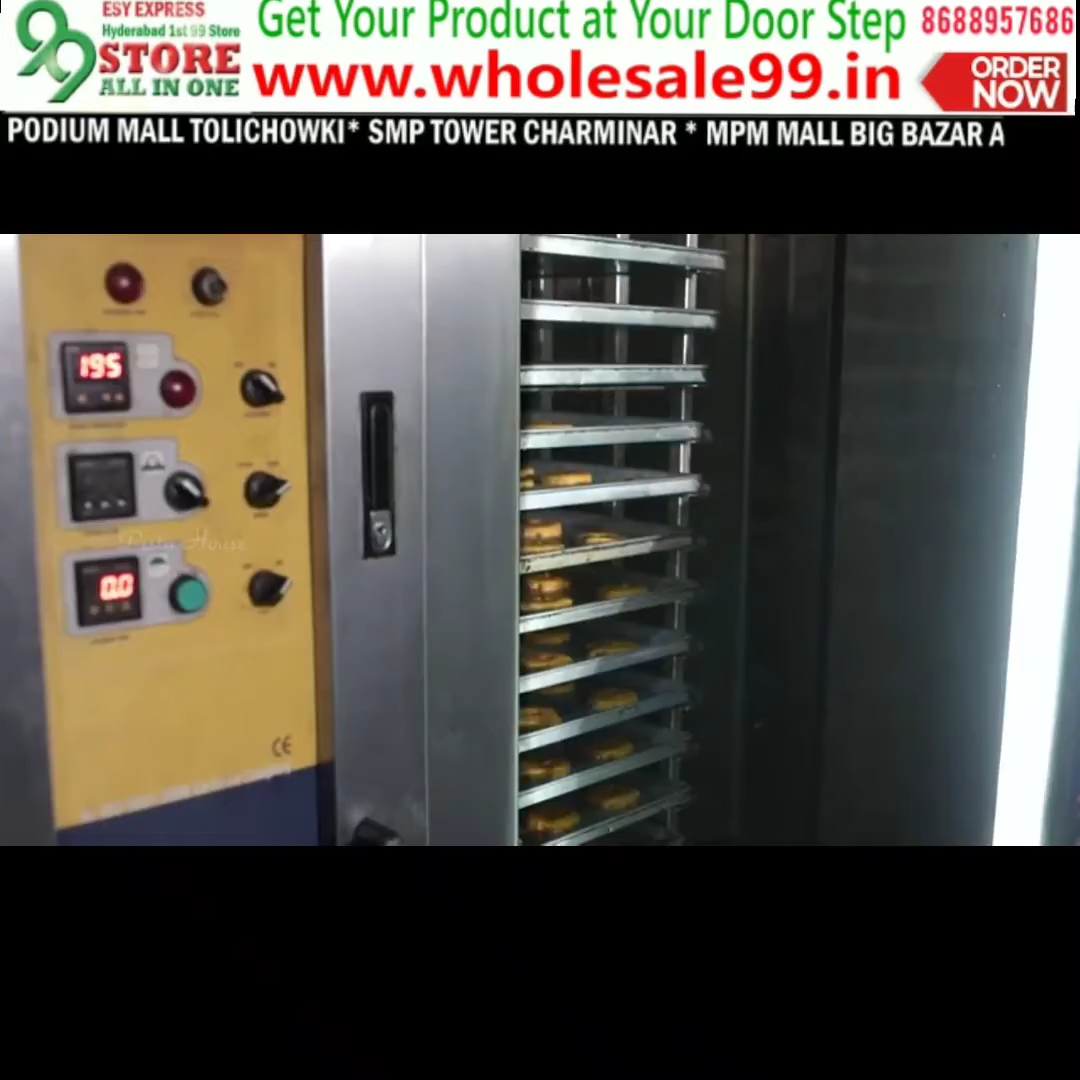 99
ESY EXPRESS
Hyderabad 1st 99 Store
STORE
ALL IN ONE
Get Your Product at Your Door Step
8688957686
www.wholesale99.in
ORDER
NOW
PODIUM MALL TOLICHOWKI* SMP TOWER CHARMINAR * MPM MALL BIG BAZAR A
195
0.0
House
CE